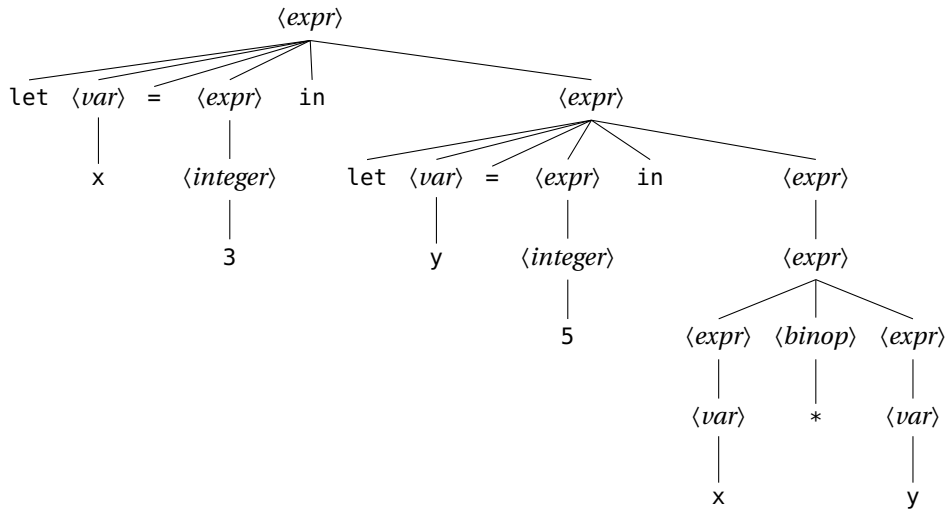 ⟨expr⟩
let ⟨var⟩ = ⟨expr⟩ in ⟨expr⟩
x ⟨integer⟩ let ⟨var⟩ = ⟨expr⟩ in ⟨expr⟩
3 y ⟨integer⟩ ⟨expr⟩
5 ⟨expr⟩ ⟨binop⟩ ⟨expr⟩
⟨var⟩ * ⟨var⟩
x y